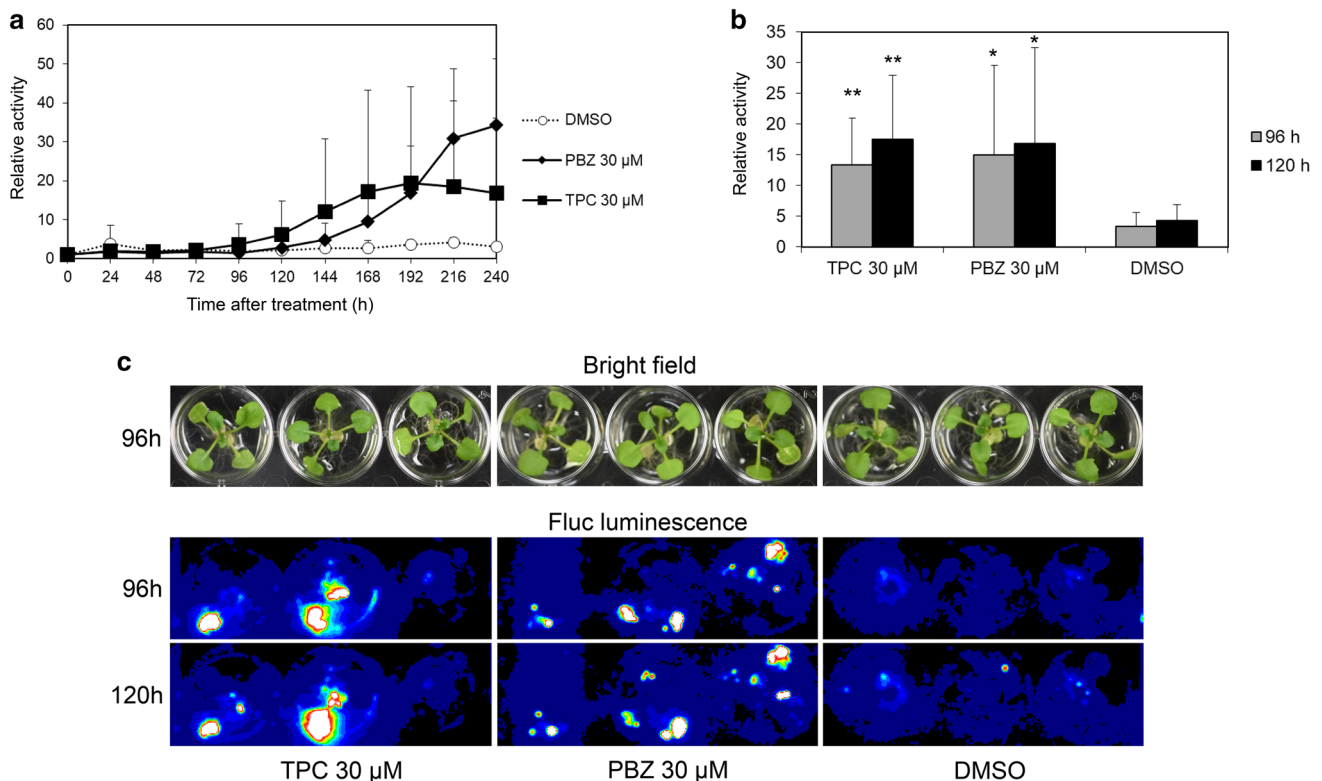 a
Relative activity
60
50
40
30
20
10
0
0 24 48 72 96 120 144 168 192 216 240
Time after treatment (h)
DMSO
PBZ 30 µM
TPC 30 µM
b
Relative activity
35
30
25
20
15
10
5
0
** ** * *
TPC 30 µM PBZ 30 µM DMSO
96 h
120 h
c
Bright field
96h
Fluc luminescence
96h
120h
TPC 30 µM PBZ 30 µM DMSO